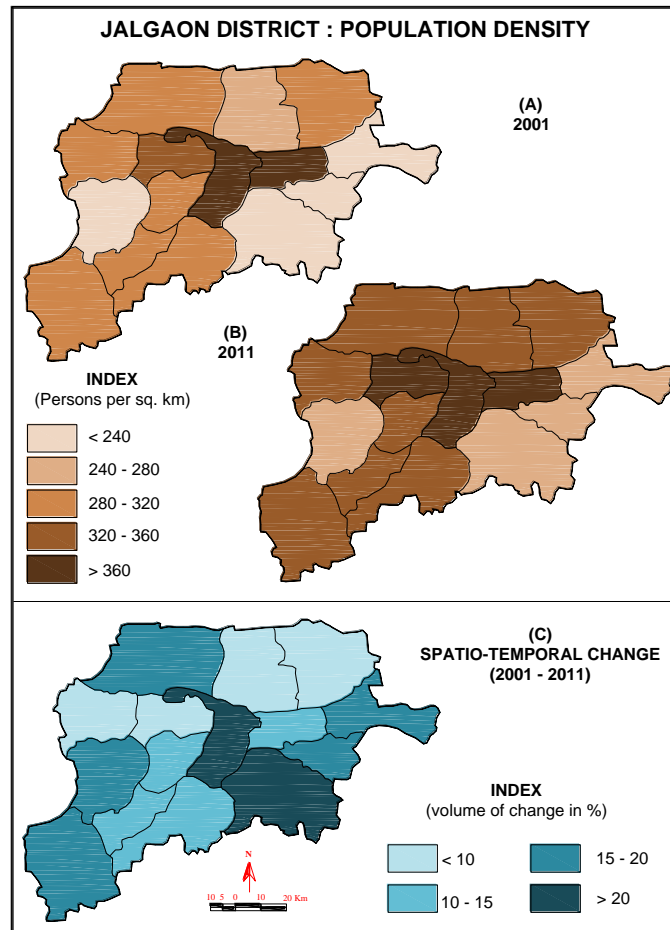 JALGAON DISTRICT : POPULATION DENSITY
(A)
2001
(B)
2011
INDEX
(Persons per sq. km)
< 240
240 - 280
280 - 320
320 - 360
> 360
(C)
SPATIO-TEMPORAL CHANGE
(2001 - 2011)
INDEX
(volume of change in %)
< 10
15 - 20
10 - 15
> 20
N
10 5 0 10 20 Km